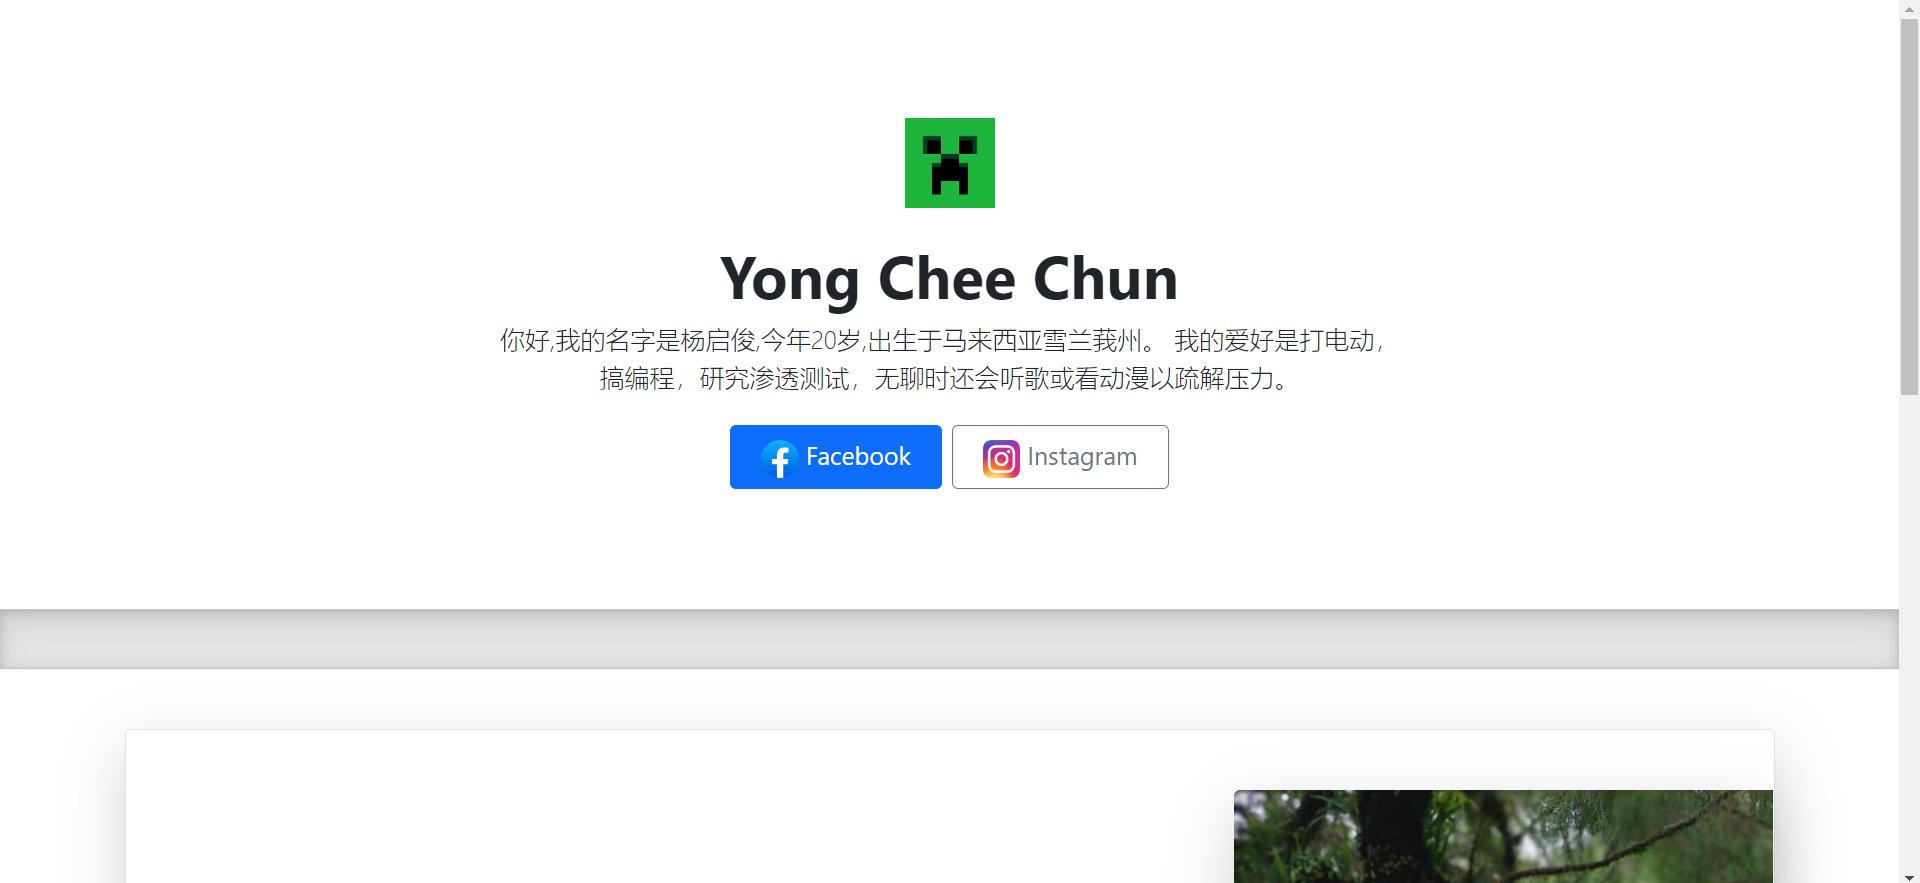 Yong Chee Chun
你好,我的名字是杨启俊,今年20岁,出生于马来西亚雪兰莪州。 我的爱好是打电动，
搞编程，研究渗透测试，无聊时还会听歌或看动漫以疏解压力。
Facebook
Instagram